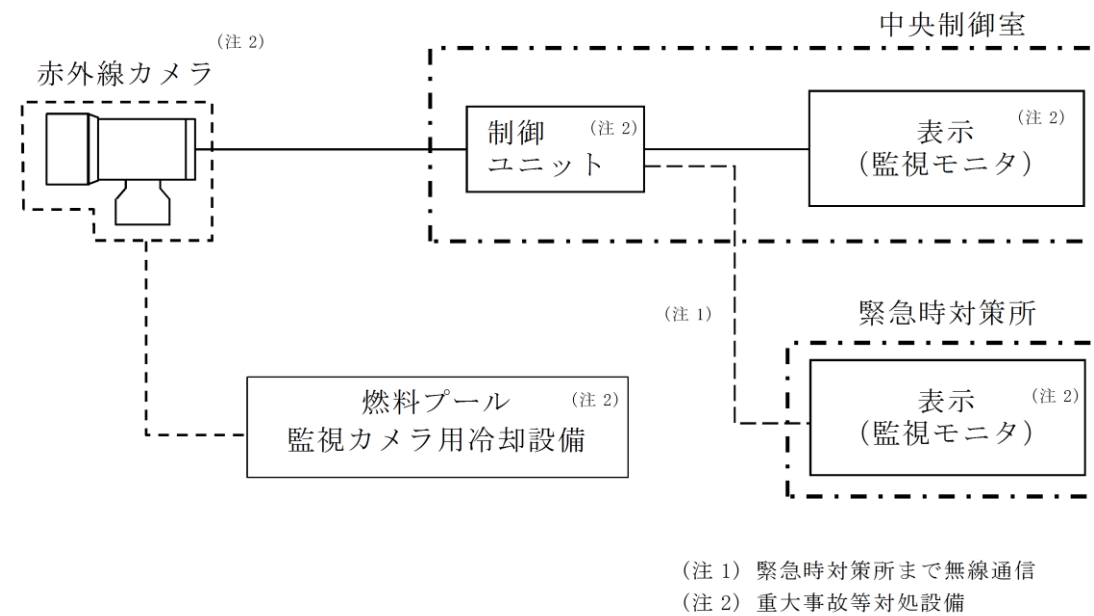 中央制御室
(注 2)
赤外線カメラ
制御 (注 2)
ユニット
表示 (注 2)
(監視モニタ)
(注 1)
緊急時対策所
燃料プール (注 2)
監視カメラ用冷却設備
表示 (注 2)
(監視モニタ)
(注 1) 緊急時対策所まで無線通信
(注 2) 重大事故等対処設備